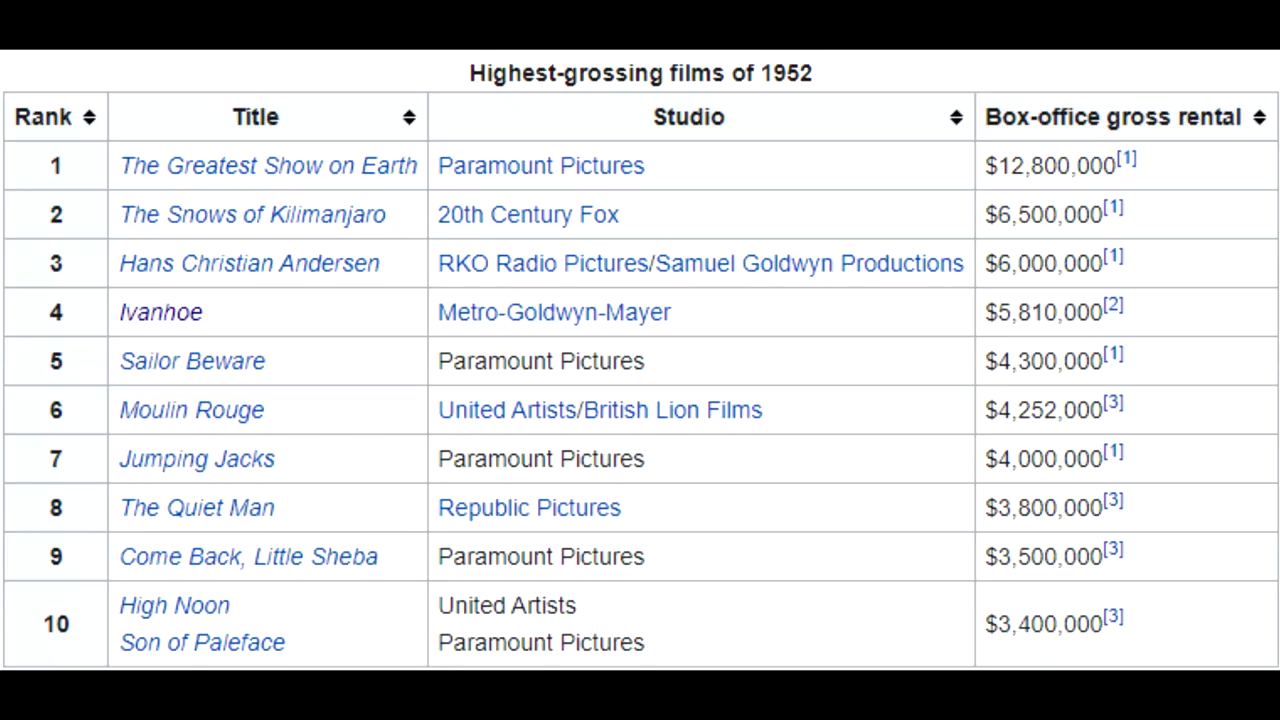 Highest-grossing films of 1952
Rank Title Studio Box-office gross rental
1 The Greatest Show on Earth Paramount Pictures $12,800,000[1]
2 The Snows of Kilimanjaro 20th Century Fox $6,500,000[1]
3 Hans Christian Andersen RKO Radio Pictures/Samuel Goldwyn Productions $6,000,000[1]
4 Ivanhoe Metro-Goldwyn-Mayer $5,810,000[2]
5 Sailor Beware Paramount Pictures $4,300,000[1]
6 Moulin Rouge United Artists/British Lion Films $4,252,000[3]
7 Jumping Jacks Paramount Pictures $4,000,000[1]
8 The Quiet Man Republic Pictures $3,800,000[3]
9 Come Back, Little Sheba Paramount Pictures $3,500,000[3]
10 High Noon United Artists $3,400,000[3]
Son of Paleface Paramount Pictures